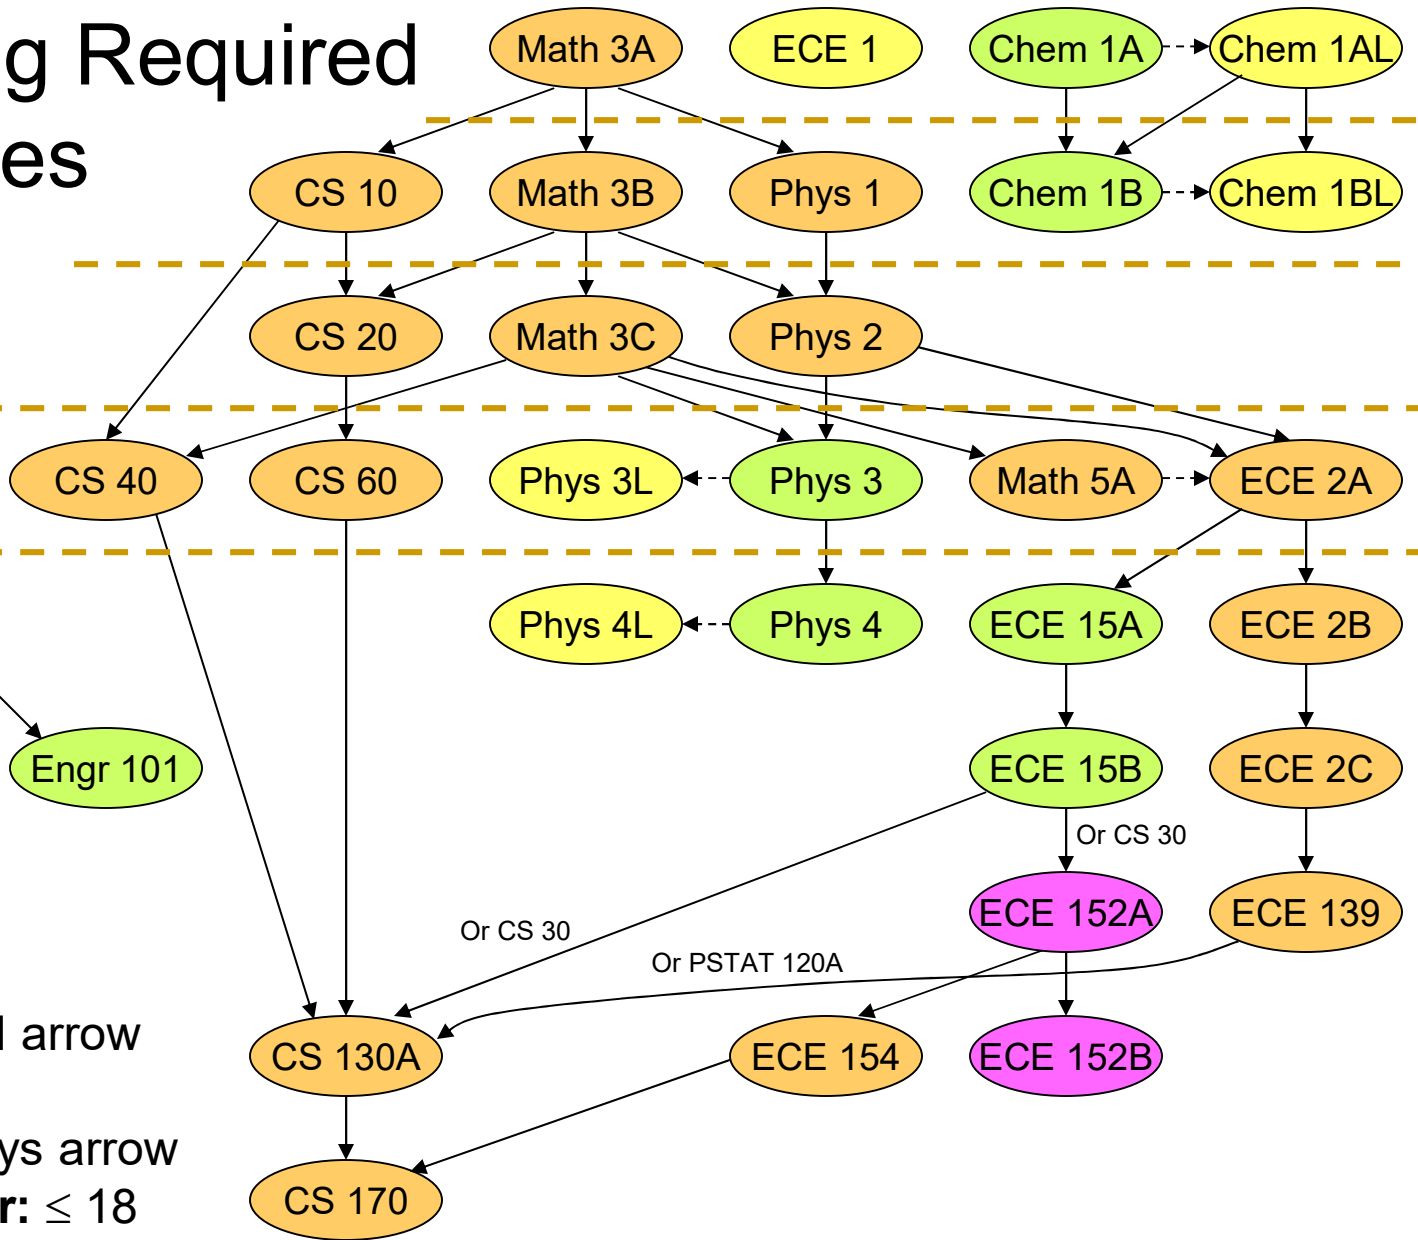 g Required
es
Math 3A
ECE 1
Chem 1A
Chem 1AL
CS 10
Math 3B
Phys 1
Chem 1B
Chem 1BL
CS 20
Math 3C
Phys 2
CS 40
CS 60
Phys 3L
Phys 3
Math 5A
ECE 2A
Phys 4L
Phys 4
ECE 15A
ECE 2B
Engr 101
ECE 15B
ECE 2C
Or CS 30
ECE 152A
ECE 139
Or CS 30
Or PSTAT 120A
arrow
CS 130A
ECE 154
ECE 152B
ys arrow
CS 170
r: ≤ 18